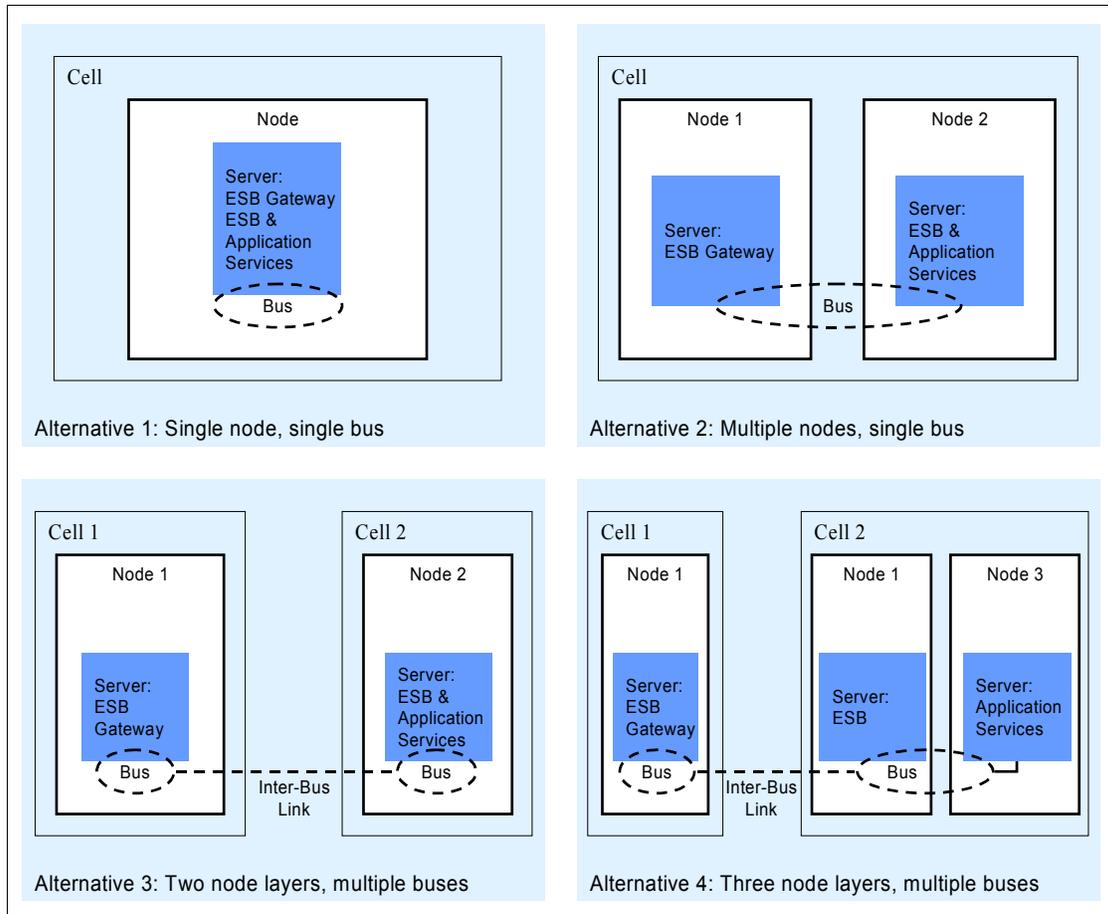 Cell
Node
Server:
ESB Gateway
ESB &
Application
Services
Bus
Alternative 1: Single node, single bus
Cell
Node 1
Server:
ESB Gateway
Node 2
Server:
ESB &
Application
Services
Bus
Alternative 2: Multiple nodes, single bus
Cell 1
Node 1
Server:
ESB
Gateway
Bus
Inter-Bus
Link
Cell 2
Node 2
Server:
ESB &
Application
Services
Bus
Alternative 3: Two node layers, multiple buses
Cell 1
Node 1
Server:
ESB
Gateway
Bus
Inter-Bus
Link
Cell 2
Node 1
Server:
ESB
Bus
Node 3
Server:
Application
Services
Alternative 4: Three node layers, multiple buses